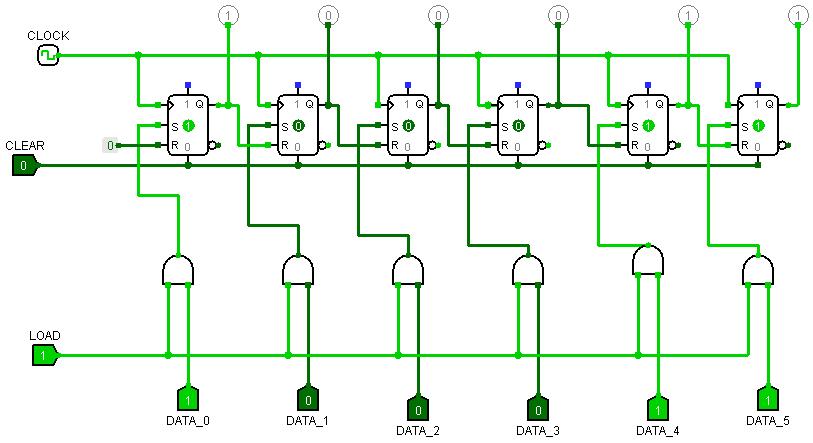 1 0 0 0 1 1
CLOCK
1 Q 1 Q 1 Q 1 Q 1 Q 1 Q
S 1 S 0 S 0 S 0 S 1 S 1
0 R 0 R 0 R 0 R 0 R 0 R 0
CLEAR
0
LOAD
1
1 0 0 0 1 1
DATA_0 DATA_1 DATA_2 DATA_3 DATA_4 DATA_5